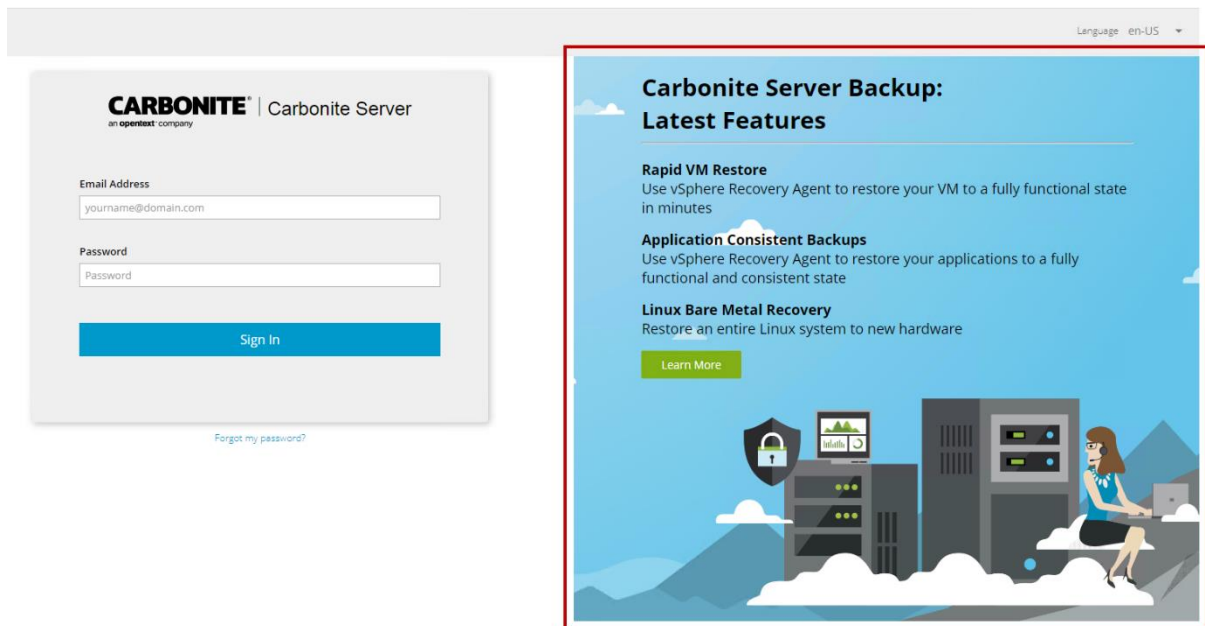 Language en-US
CARBONITE® | Carbonite Server
an opentext™ company
Email Address
yourname@domain.com
Password
Password
Sign In
Forgot my password?
Carbonite Server Backup:
Latest Features
Rapid VM Restore
Use vSphere Recovery Agent to restore your VM to a fully functional state
in minutes
Application Consistent Backups
Use vSphere Recovery Agent to restore your applications to a fully
functional and consistent state
Linux Bare Metal Recovery
Restore an entire Linux system to new hardware
Learn More